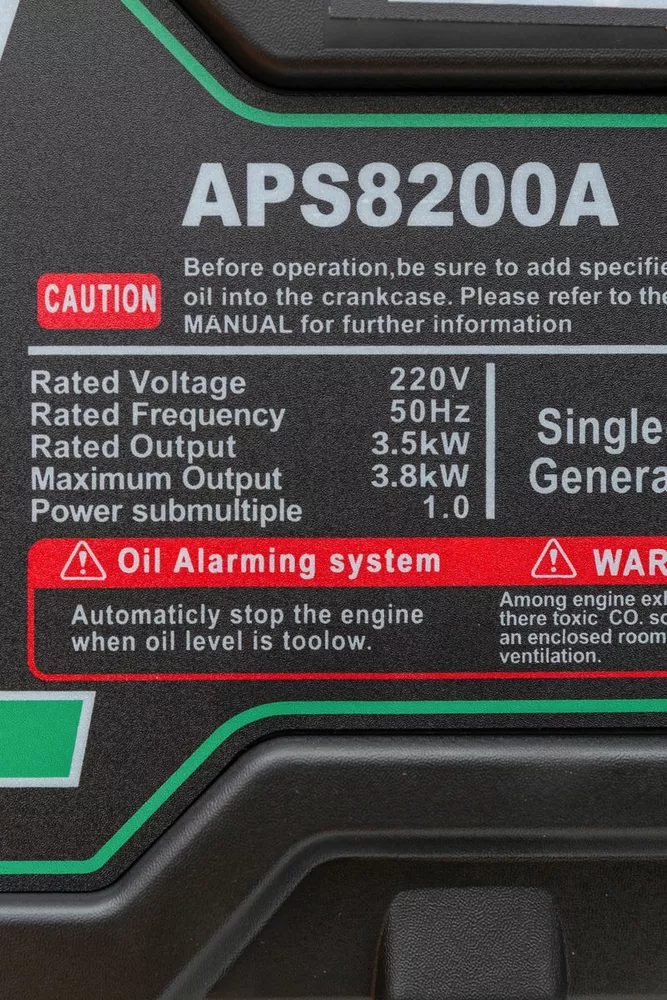 APS8200A
CAUTION
Before operation,be sure to add specifie
oil into the crankcase. Please refer to the
MANUAL for further information
Rated Voltage 220V
Rated Frequency 50Hz
Rated Output 3.5kW
Maximum Output 3.8kW
Power submultiple 1.0
Single-
Genera
Oil Alarming system
Automaticly stop the engine
when oil level is toolow.
WAR
Among engine exh
there toxic CO. so
an enclosed room
ventilation.